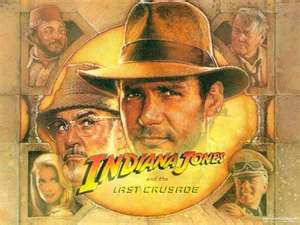 INDIANA JONES
and the
LAST CRUSADE